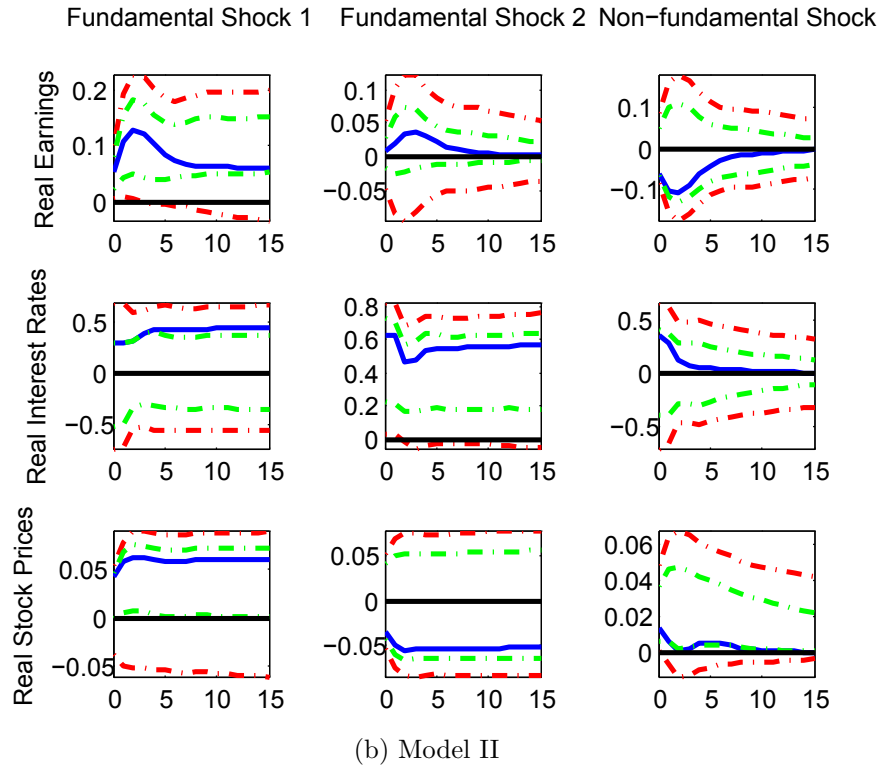 Fundamental Shock 1 Fundamental Shock 2 Non−fundamental Shock
Real Earnings
0.2
0.1
0
0 5 10 15
0.1
0.05
0
−0.05
0 5 10 15
0.1
0
−0.1
0 5 10 15
Real Interest Rates
0.5
0
−0.5
0 5 10 15
0.8
0.6
0.4
0.2
0
0 5 10 15
0.5
0
−0.5
0 5 10 15
Real Stock Prices
0.05
0
−0.05
0 5 10 15
0.05
0
−0.05
0 5 10 15
0.06
0.04
0.02
0
0 5 10 15
(b) Model II